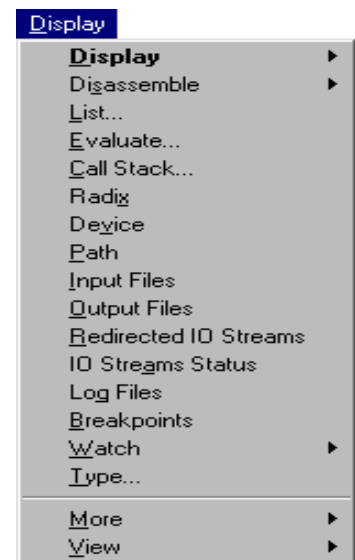 Display
Display
Disassemble
List...
Evaluate...
Call Stack...
Radix
Device
Path
Input Files
Output Files
Redirected IO Streams
IO Streams Status
Log Files
Breakpoints
Watch
Type...
More
View